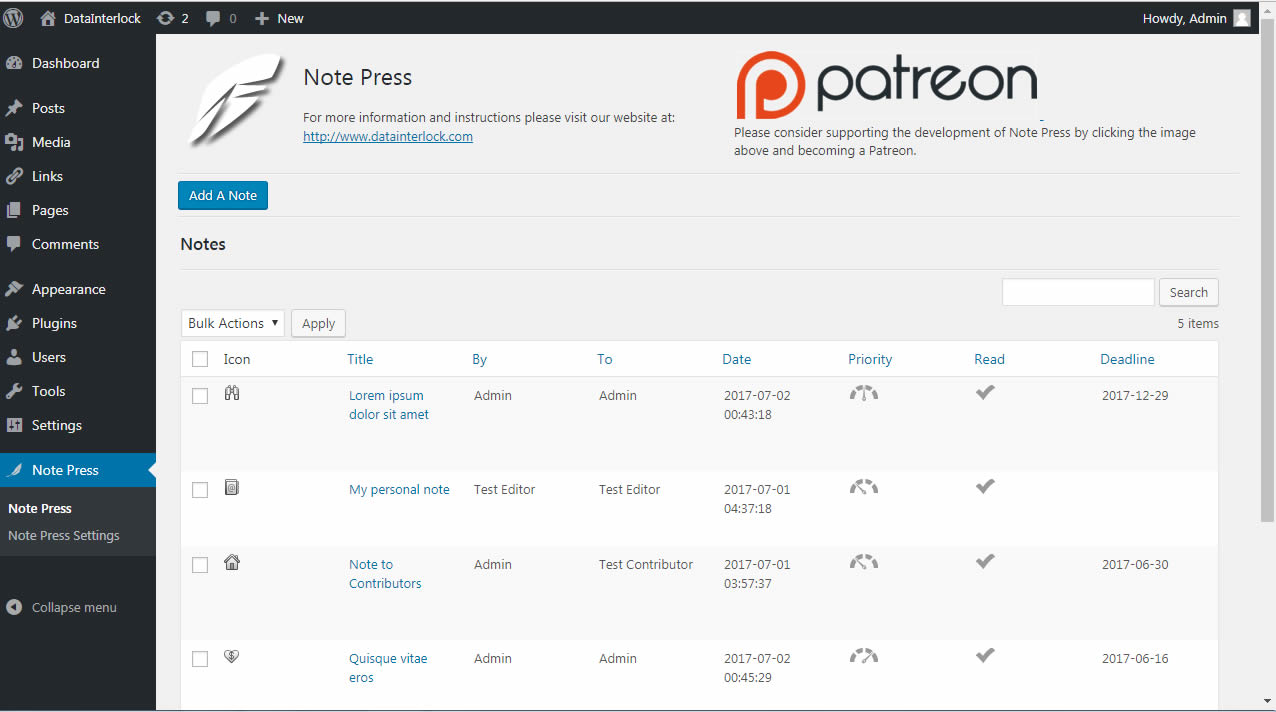 DataInterlock 2 0 New Howdy, Admin
Dashboard
Posts
Media
Links
Pages
Comments
Appearance
Plugins
Users
Tools
Settings
Note Press
Note Press
Note Press Settings
Collapse menu
Note Press
For more information and instructions please visit our website at:
http://www.datainterlock.com
patreon
Please consider supporting the development of Note Press by clicking the image
above and becoming a Patreon.
Add A Note
Notes
Search
Bulk Actions Apply 5 items
Icon Title By To Date Priority Read Deadline
Lorem ipsum Admin Admin 2017-07-02 2017-12-29
dolor sit amet 00:43:18
My personal note Test Editor Test Editor 2017-07-01
04:37:18
Note to Admin Test Contributor 2017-07-01 2017-06-30
Contributors 03:57:37
Quisque vitae Admin Admin 2017-07-02 2017-06-16
eros 00:45:29